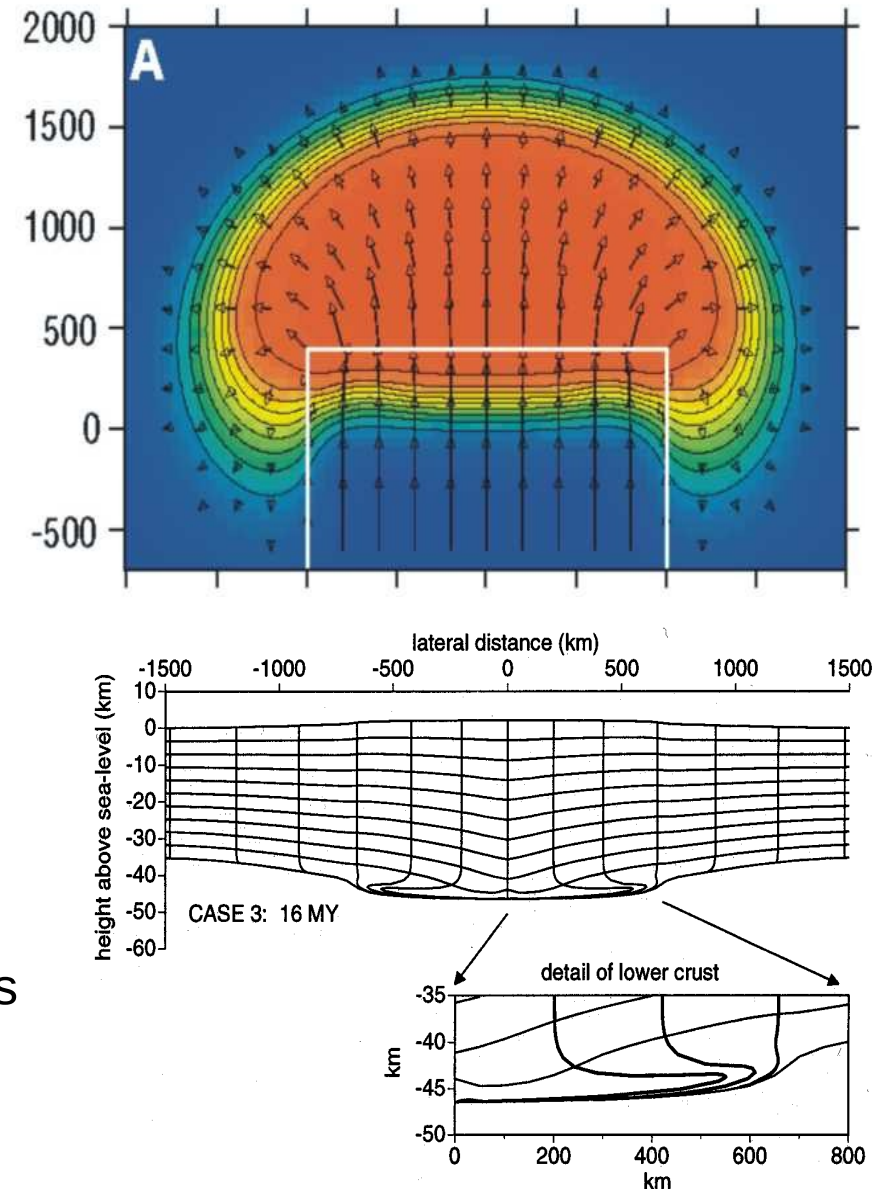 A
2000
1500
1000
500
0
-500
lateral distance (km)
-1500 -1000 -500 0 500 1000 1500
height above sea-level (km)
10
0
-10
-20
-30
-40
-50
-60
CASE 3: 16 MY
s
detail of lower crust
km
-35
-40
-45
-50
0 200 400 600 800
km